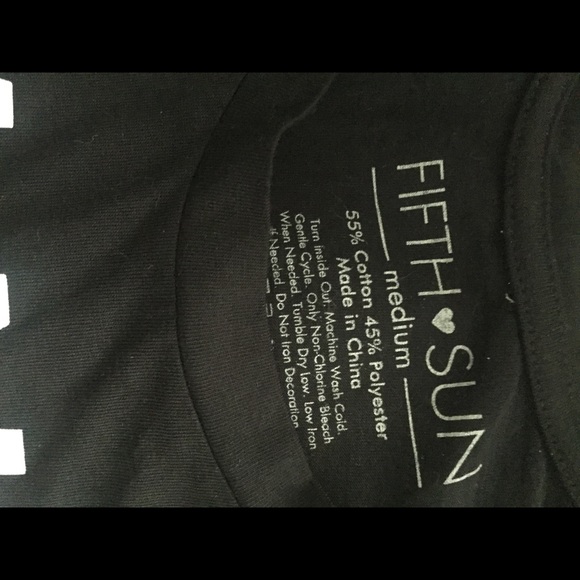 FIFTH ♥ SUN
medium
55% Cotton 45% Polyester
Made in China
Turn Inside Out. Machine Wash Cold.
Gentle Cycle. Only Non-Chlorine Bleach
When Needed. Tumble Dry low. Low Iron
If Needed. Do Not Iron Decoration